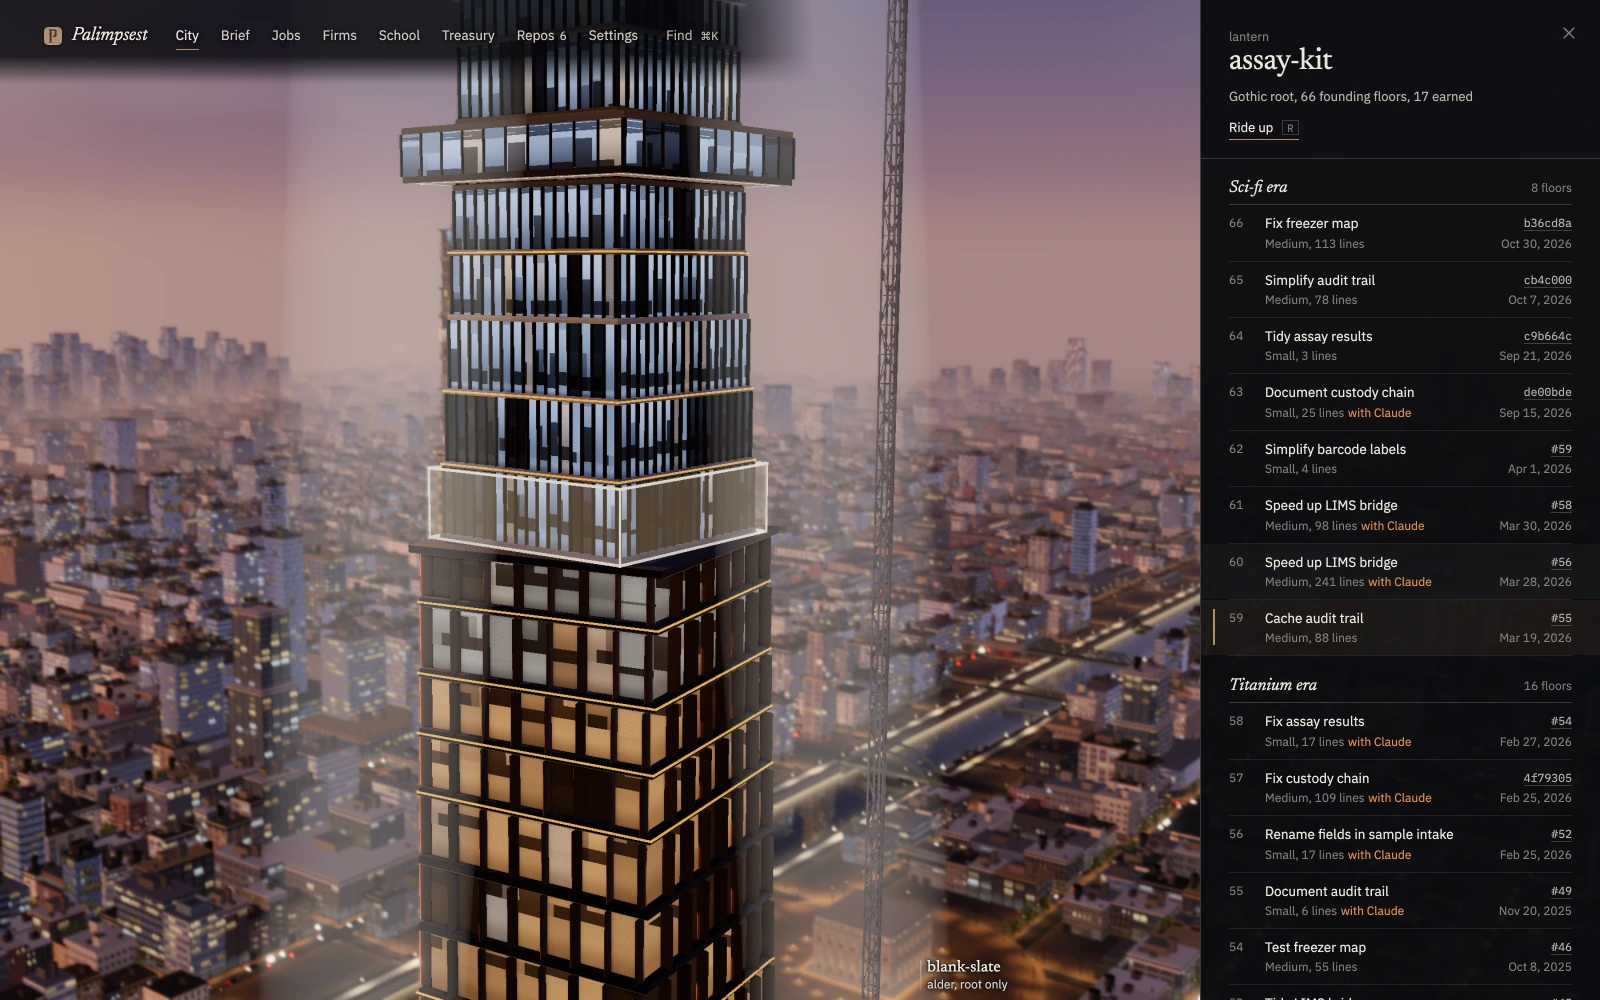 P Palimpsest City Brief Jobs Firms School Treasury Repos 6 Settings Find ⌘K
lantern
assay-kit
Gothic root, 66 founding floors, 17 earned
Ride up R
Sci-fi era 8 floors
66 Fix freezer map b36cd8a
Medium, 113 lines Oct 30, 2026
65 Simplify audit trail cb4c000
Medium, 78 lines Oct 7, 2026
64 Tidy assay results c9b664c
Small, 3 lines Sep 21, 2026
63 Document custody chain de00bde
Small, 25 lines with Claude Sep 15, 2026
62 Simplify barcode labels #59
Small, 4 lines Apr 1, 2026
61 Speed up LIMS bridge #58
Medium, 98 lines with Claude Mar 30, 2026
60 Speed up LIMS bridge #56
Medium, 241 lines with Claude Mar 28, 2026
59 Cache audit trail #55
Medium, 88 lines Mar 19, 2026
Titanium era 16 floors
58 Fix assay results #54
Small, 17 lines with Claude Feb 27, 2026
57 Fix custody chain 4f79305
Medium, 109 lines with Claude Feb 25, 2026
56 Rename fields in sample intake #52
Small, 17 lines with Claude Feb 25, 2026
55 Document audit trail #49
Small, 6 lines with Claude Nov 20, 2025
54 Test freezer map #46
Medium, 55 lines Oct 8, 2025
blank-slate
alder, root only